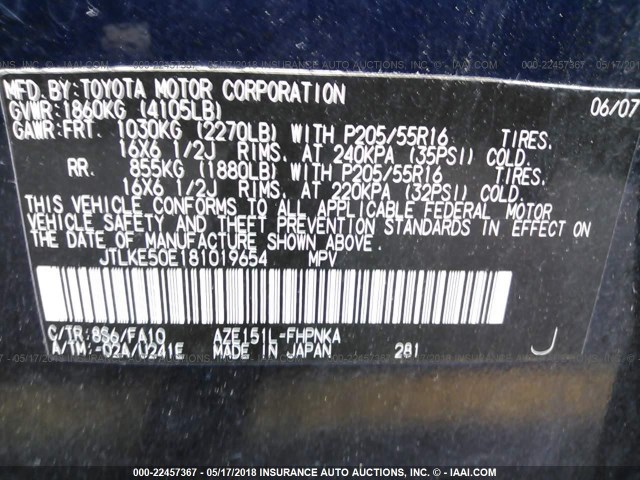 MFD. BY: TOYOTA MOTOR CORPORATION 06/07
GVWR: 1860KG (4105LB)
GAWR: FRT. 1030KG (2270LB) WITH P205/55R16 TIRES.
16X6 1/2J RIMS. AT 240KPA (35PSI) COLD.
RR. 855KG (1880LB) WITH P205/55R16 TIRES.
16X6 1/2J RIMS. AT 220KPA (32PSI) COLD.
THIS VEHICLE CONFORMS TO ALL APPLICABLE FEDERAL MOTOR
VEHICLE SAFETY AND THEFT PREVENTION STANDARDS IN EFFECT ON
THE DATE OF MANUFACTURE SHOWN ABOVE.
JTLKE50E181019654 MPV
C/TR: 8S6/FA10 AZE151L-FHPNKA
A/TM: -02A/U241E MADE IN JAPAN 281 J
000-22457367 - 05/17/2018 INSURANCE AUTO AUCTIONS, INC. - © IAAI.COM